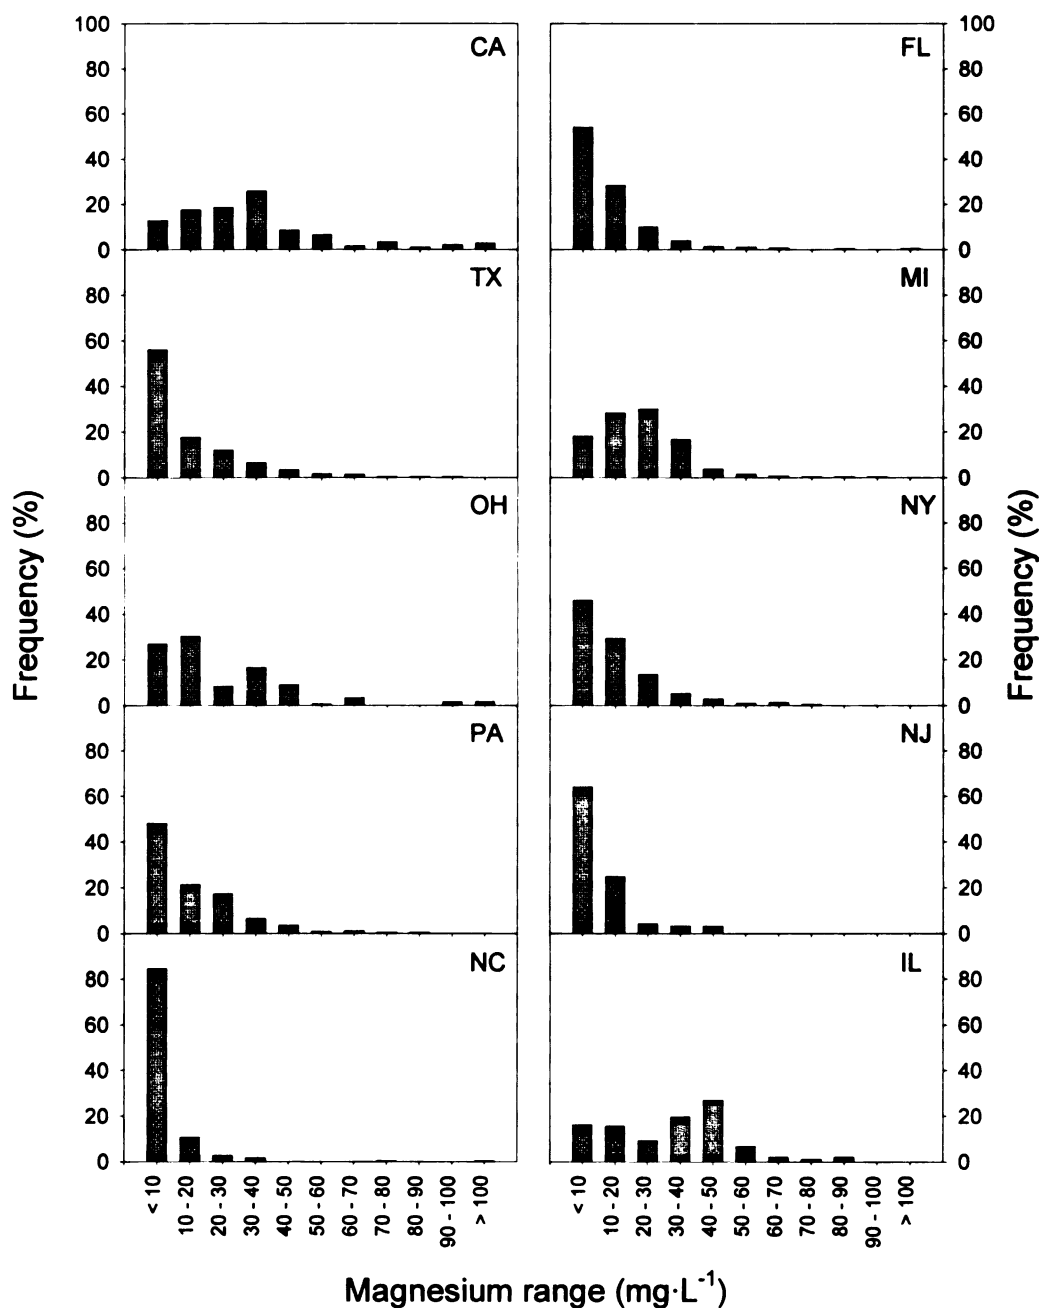 100
80
60
40
20
0
CA
100
80
60
40
20
0
FL
80
60
40
20
0
TX
80
60
40
20
0
MI
80
60
40
20
0
OH
80
60
40
20
0
NY
80
60
40
20
0
PA
80
60
40
20
0
NJ
80
60
40
20
0
NC
80
60
40
20
0
IL
Frequency (%)
Frequency (%)
< 10
10 - 20
20 - 30
30 - 40
40 - 50
50 - 60
60 - 70
70 - 80
80 - 90
90 - 100
> 100
< 10
10 - 20
20 - 30
30 - 40
40 - 50
50 - 60
60 - 70
70 - 80
80 - 90
90 - 100
> 100
Magnesium range (mg·L⁻¹)